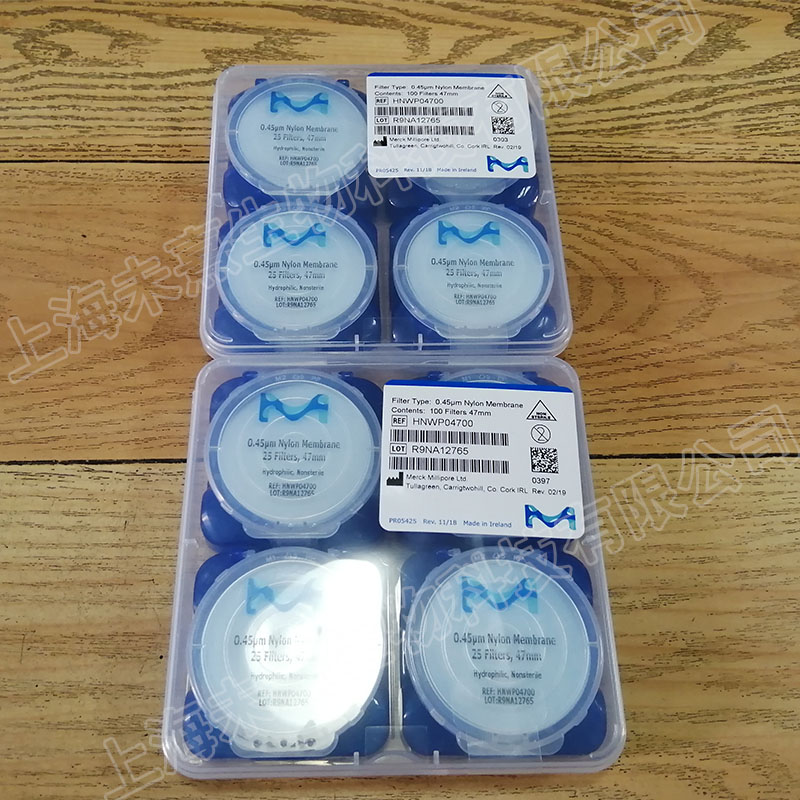 Filter Type: 0.45µm Nylon Membrane
Contents: 100 Filters 47mm
REF HNWP04700
LOT R9NA12765
NON STERILE
0303
Merck Millipore Ltd.
Tullagreen, Carrigtwohill, Co. Cork IRL Rev. 02/19
PR05425 Rev. 11/18 Made in Ireland
0.45µm Nylon Membrane
25 Filters, 47mm
Hydrophilic, Nonsterile
REF: HNWP04700
LOT:R9NA12765
0.45µm Nylon Membrane
25 Filters, 47mm
Hydrophilic, Nonsterile
REF: HNWP04700
LOT:R9NA12765
0.45µm Nylon Membrane
25 Filters, 47mm
Hydrophilic, Nonsterile
REF: HNWP04700
LOT:R9NA12765
Filter Type: 0.45µm Nylon Membrane
Contents: 100 Filters 47mm
REF HNWP04700
LOT R9NA12765
NON STERILE
0397
Merck Millipore Ltd.
Tullagreen, Carrigtwohill, Co. Cork IRL Rev. 02/19
PR05425 Rev. 11/18 Made in Ireland
0.45µm Nylon Membrane
25 Filters, 47mm
Hydrophilic, Nonsterile
REF: HNWP04700
LOT:R9NA12765
0.45µm Nylon Membrane
25 Filters, 47mm
Hydrophilic, Nonsterile
REF: HNWP04700
LOT:R9NA12765
0.45µm Nylon Membrane
25 Filters, 47mm
Hydrophilic, Nonsterile
REF: HNWP04700
LOT:R9NA12765